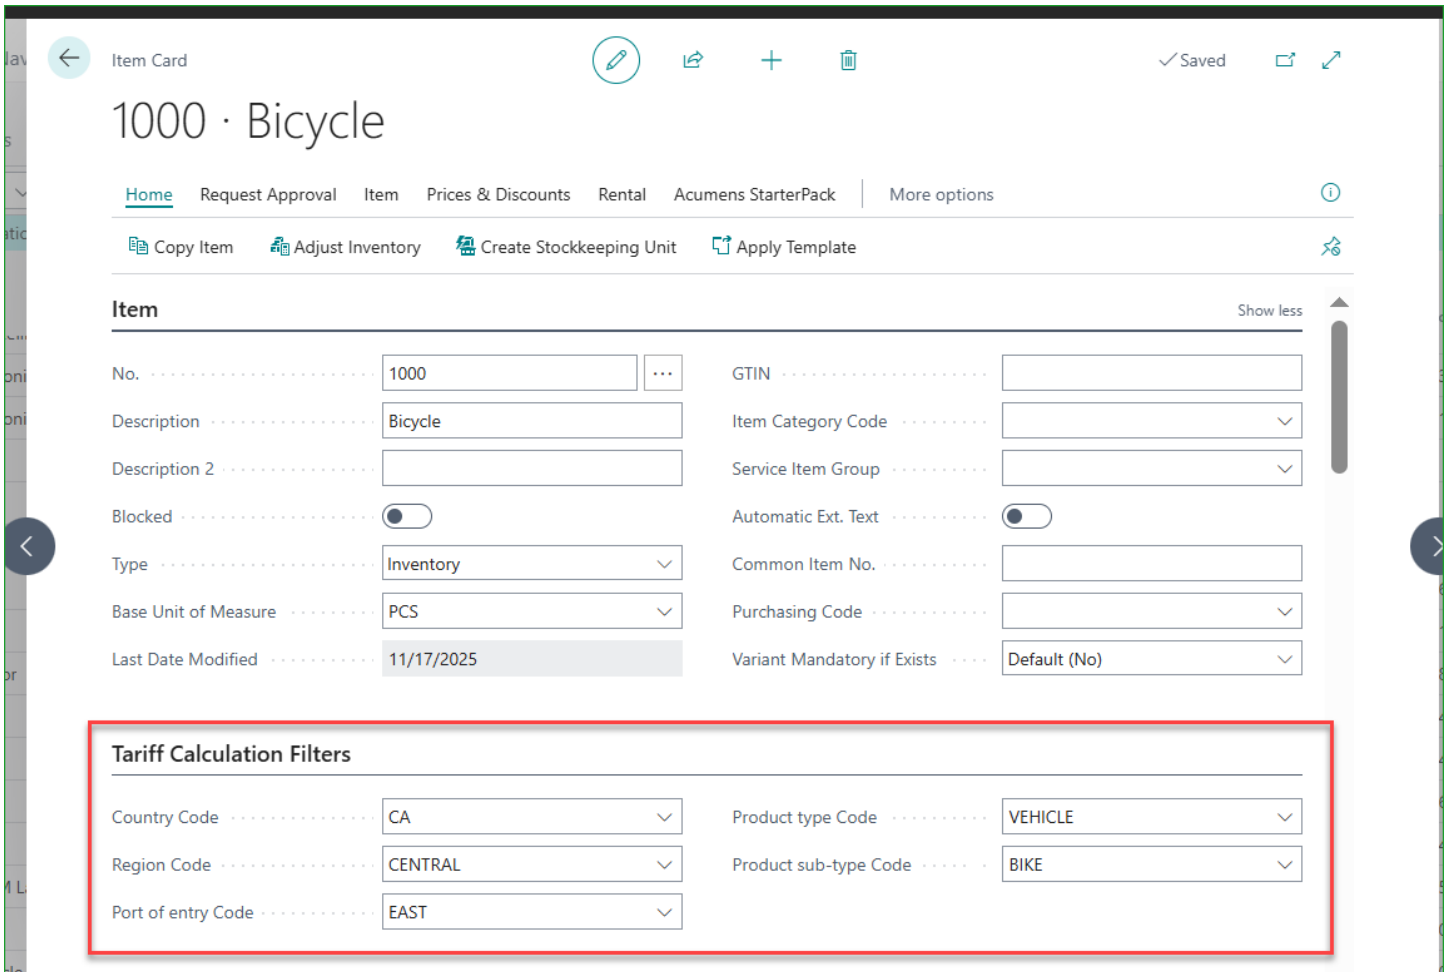 Nav
Item Card
Saved
1000 · Bicycle
Home Request Approval Item Prices & Discounts Rental Acumens StarterPack More options
Copy Item Adjust Inventory Create Stockkeeping Unit Apply Template
Item Show less
No. 1000 ... GTIN
Description Bicycle Item Category Code
Description 2 Service Item Group
Blocked Automatic Ext. Text
Type Inventory Common Item No.
Base Unit of Measure PCS Purchasing Code
Last Date Modified 11/17/2025 Variant Mandatory if Exists Default (No)
Tariff Calculation Filters
Country Code CA Product type Code VEHICLE
Region Code CENTRAL Product sub-type Code BIKE
Port of entry Code EAST